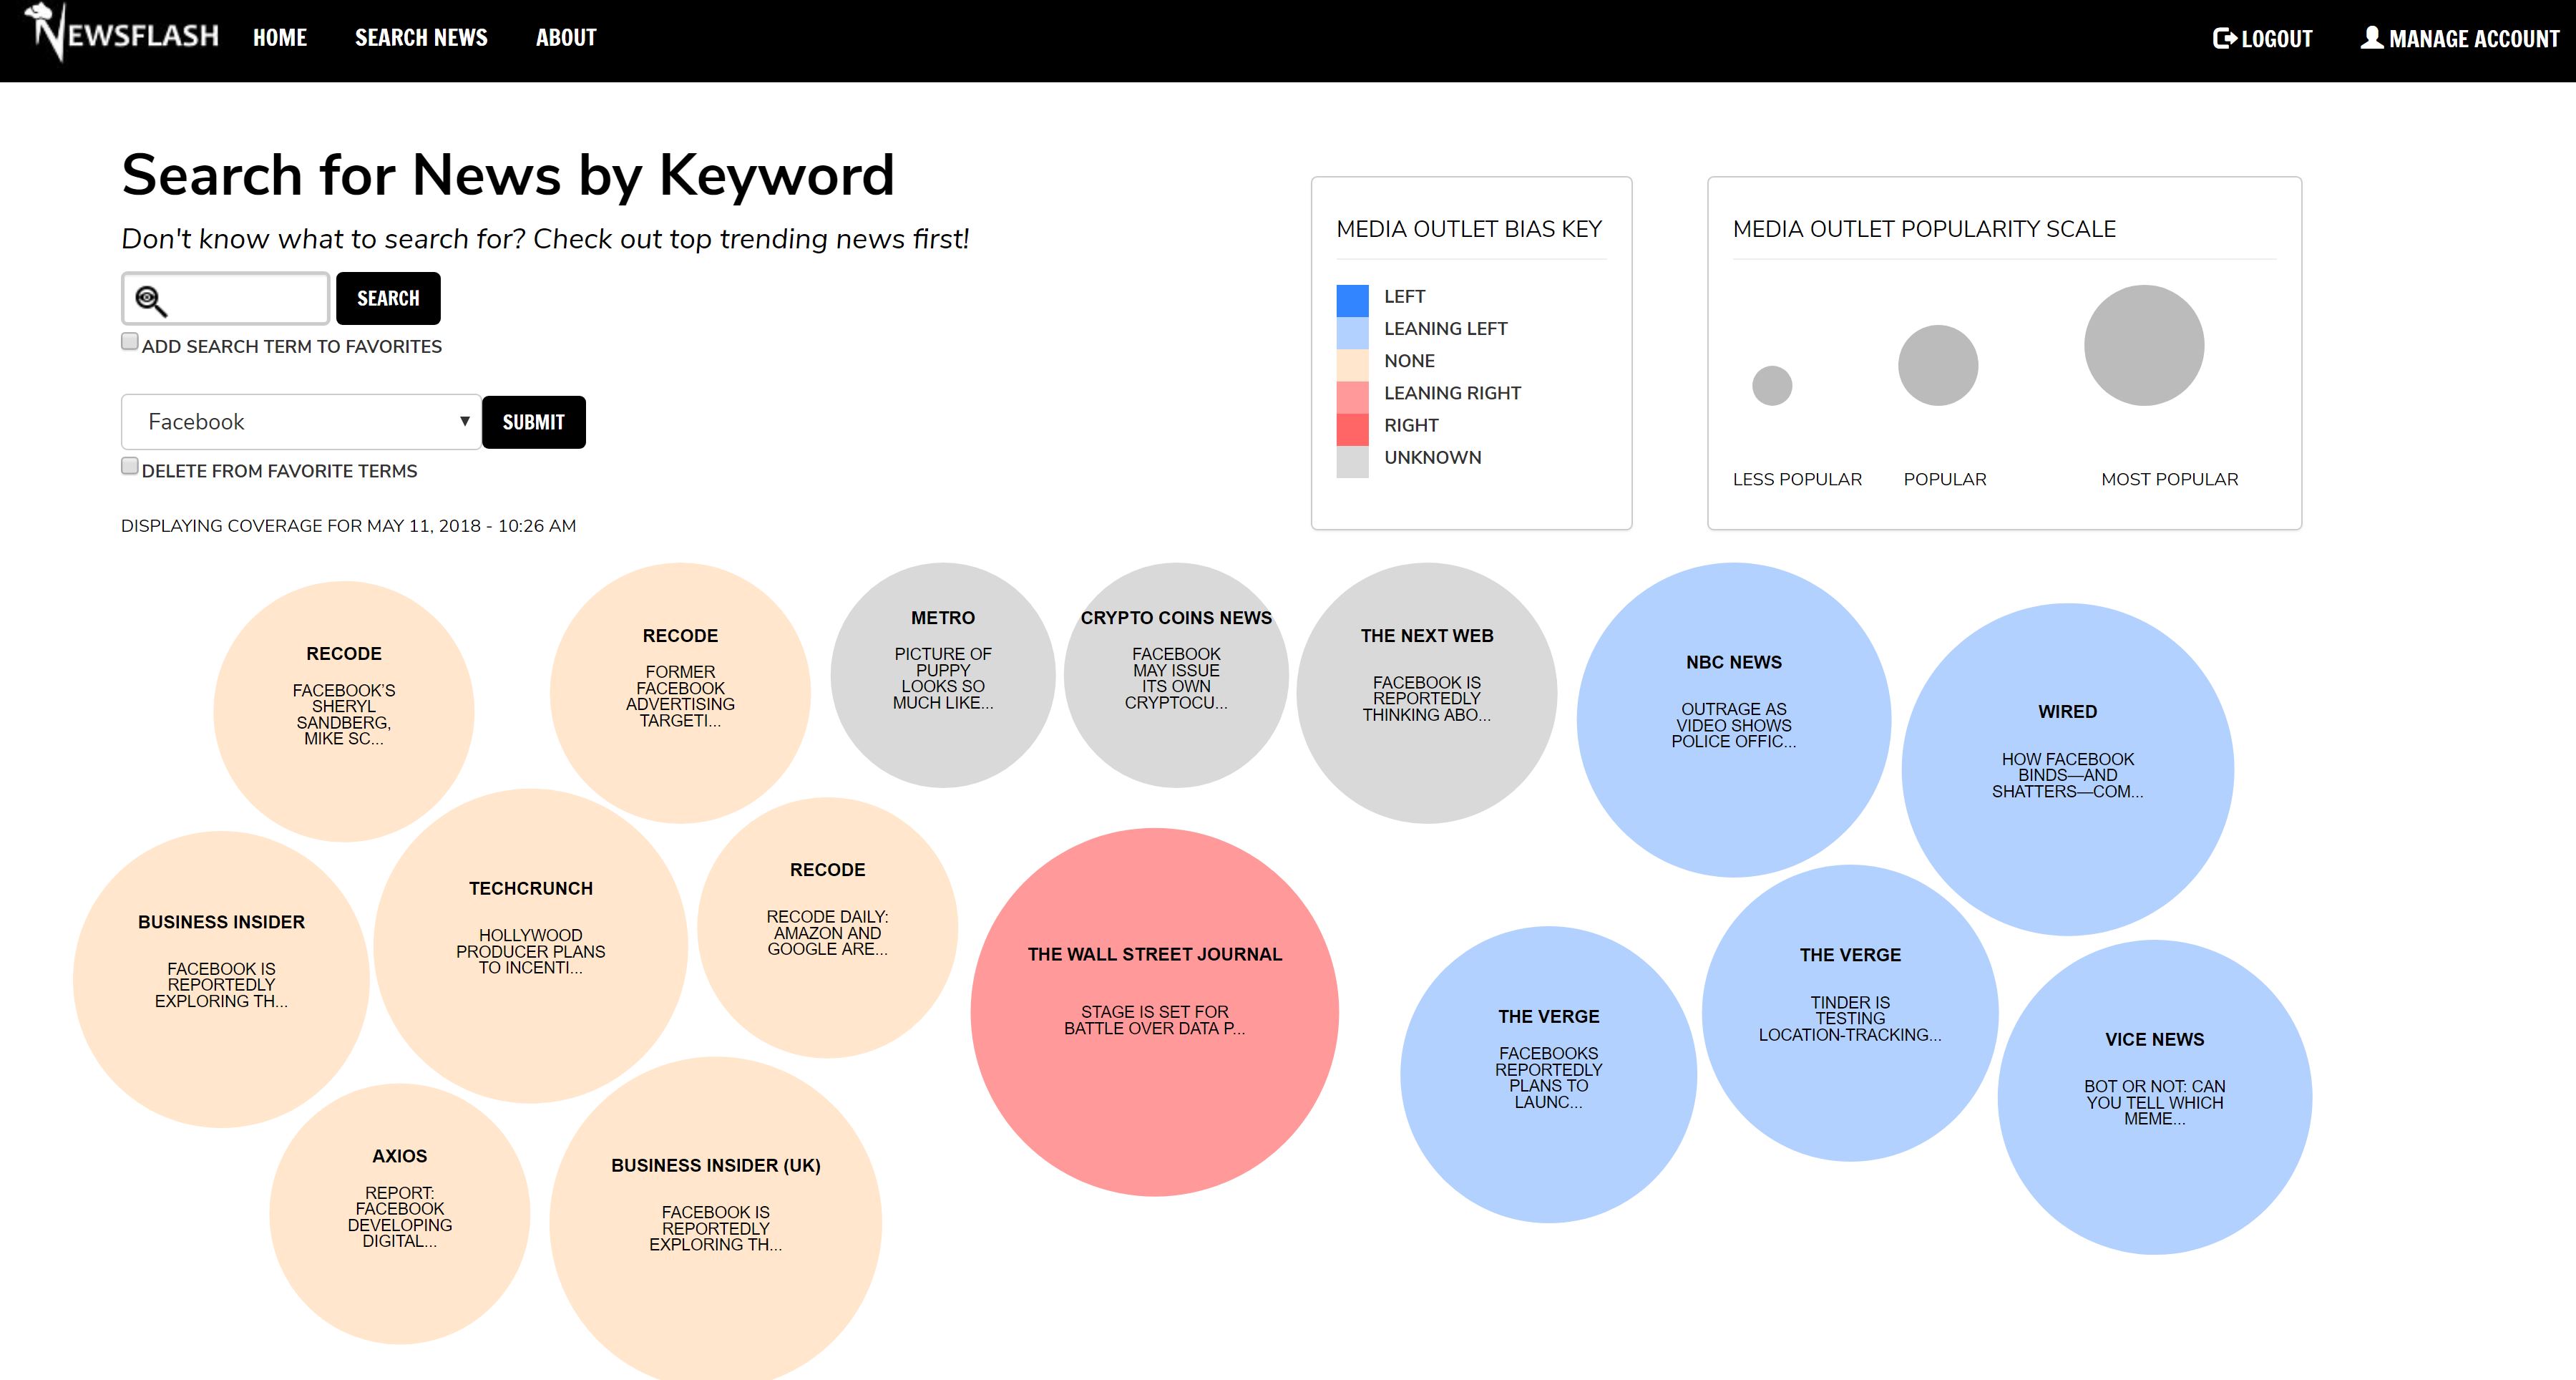 NEWSFLASH
HOME
SEARCH NEWS
ABOUT
LOGOUT
MANAGE ACCOUNT
Search for News by Keyword
Don't know what to search for? Check out top trending news first!
SEARCH
ADD SEARCH TERM TO FAVORITES
Facebook
SUBMIT
DELETE FROM FAVORITE TERMS
DISPLAYING COVERAGE FOR MAY 11, 2018 - 10:26 AM
MEDIA OUTLET BIAS KEY
LEFT
LEANING LEFT
NONE
LEANING RIGHT
RIGHT
UNKNOWN
MEDIA OUTLET POPULARITY SCALE
LESS POPULAR
POPULAR
MOST POPULAR
RECODE
FACEBOOK’S
SHERYL
SANDBERG,
MIKE SC...
RECODE
FORMER
FACEBOOK
ADVERTISING
TARGETI...
METRO
PICTURE OF
PUPPY
LOOKS SO
MUCH LIKE...
CRYPTO COINS NEWS
FACEBOOK
MAY ISSUE
ITS OWN
CRYPTOCU...
THE NEXT WEB
FACEBOOK IS
REPORTEDLY
THINKING ABO...
NBC NEWS
OUTRAGE AS
VIDEO SHOWS
POLICE OFFIC...
WIRED
HOW FACEBOOK
BINDS—AND
SHATTERS—COM...
BUSINESS INSIDER
FACEBOOK IS
REPORTEDLY
EXPLORING TH...
TECHCRUNCH
HOLLYWOOD
PRODUCER PLANS
TO INCENTI...
RECODE
RECODE DAILY:
AMAZON AND
GOOGLE ARE...
THE WALL STREET JOURNAL
STAGE IS SET FOR
BATTLE OVER DATA P...
THE VERGE
FACEBOOKS
REPORTEDLY
PLANS TO
LAUNC...
THE VERGE
TINDER IS
TESTING
LOCATION-TRACKING...
VICE NEWS
BOT OR NOT: CAN
YOU TELL WHICH
MEME...
AXIOS
REPORT:
FACEBOOK
DEVELOPING
DIGITAL...
BUSINESS INSIDER (UK)
FACEBOOK IS
REPORTEDLY
EXPLORING TH...